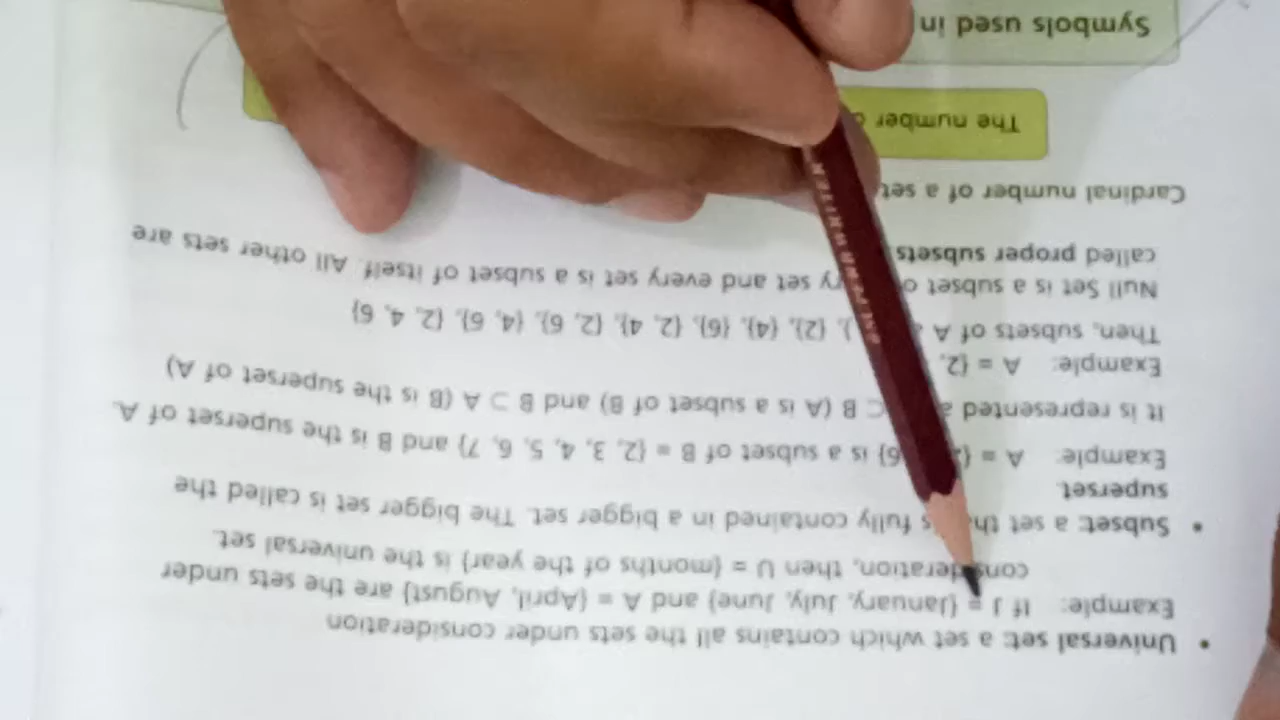 • Universal set: a set which contains all the sets under consideration
Example: If J = {January, July, June} and A = {April, August} are the sets under
consideration, then U = {months of the year} is the universal set.
• Subset: a set fully contained in a bigger set. The bigger set is called the
superset.
Example: A = { 6} is a subset of B = {2, 3, 4, 5, 6, 7} and B is the superset of A.
It is represented ⊂ B (A is a subset of B) and B ⊃ A (B is the superset of A)
Example: A = {2,
Then, subsets of A }, {2}, {4}, {6}, {2, 4}, {2, 6}, {4, 6}, {2, 4, 6}
Null Set is a subset set and every set is a subset of itself. All other sets are
called proper subsets
Cardinal number of a set
The number
Symbols used in